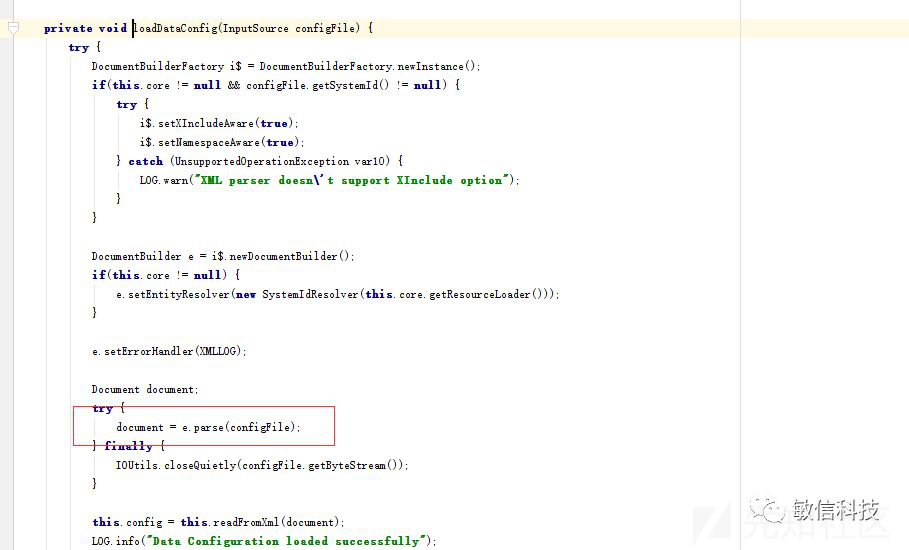 private void loadDataConfig(InputSource configFile) {
try {
DocumentBuilderFactory i$ = DocumentBuilderFactory.newInstance();
if(this.core != null && configFile.getSystemId() != null) {
try {
i$.setXIncludeAware(true);
i$.setNamespaceAware(true);
} catch (UnsupportedOperationException var10) {
LOG.warn("XML parser doesn\'t support XInclude option");
}
}
DocumentBuilder e = i$.newDocumentBuilder();
if(this.core != null) {
e.setEntityResolver(new SystemIdResolver(this.core.getResourceLoader()));
}
e.setErrorHandler(XMLLOG);
Document document;
try {
document = e.parse(configFile);
} finally {
IOUtils.closeQuietly(configFile.getByteStream());
}
this.config = this.readFromXml(document);
LOG.info("Data Configuration loaded successfully");
敏信科技
先知社区